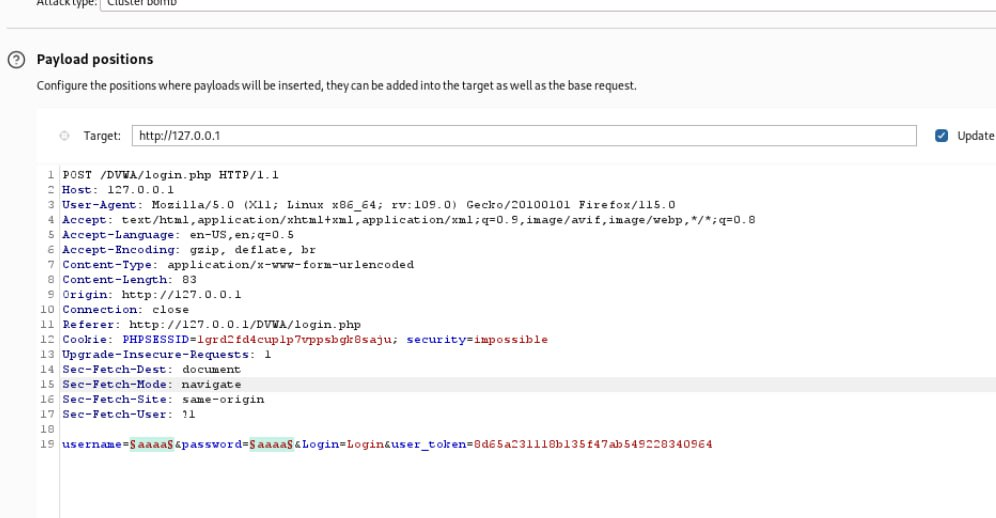 Attack type: Cluster bomb
Payload positions
Configure the positions where payloads will be inserted, they can be added into the target as well as the base request.
Target: http://127.0.0.1 Update
1 POST /DVWA/login.php HTTP/1.1
2 Host: 127.0.0.1
3 User-Agent: Mozilla/5.0 (X11; Linux x86_64; rv:109.0) Gecko/20100101 Firefox/115.0
4 Accept: text/html,application/xhtml+xml,application/xml;q=0.9,image/avif,image/webp,*/*;q=0.8
5 Accept-Language: en-US,en;q=0.5
6 Accept-Encoding: gzip, deflate, br
7 Content-Type: application/x-www-form-urlencoded
8 Content-Length: 83
9 Origin: http://127.0.0.1
10 Connection: close
11 Referer: http://127.0.0.1/DVWA/login.php
12 Cookie: PHPSESSID=1grd2fd4cup1p7vppsbgk8saju; security=impossible
13 Upgrade-Insecure-Requests: 1
14 Sec-Fetch-Dest: document
15 Sec-Fetch-Mode: navigate
16 Sec-Fetch-Site: same-origin
17 Sec-Fetch-User: ?1
18
19 username=§aaaa§&password=§aaaa§&Login=Login&user_token=8d65a231118b135f47ab549228340964